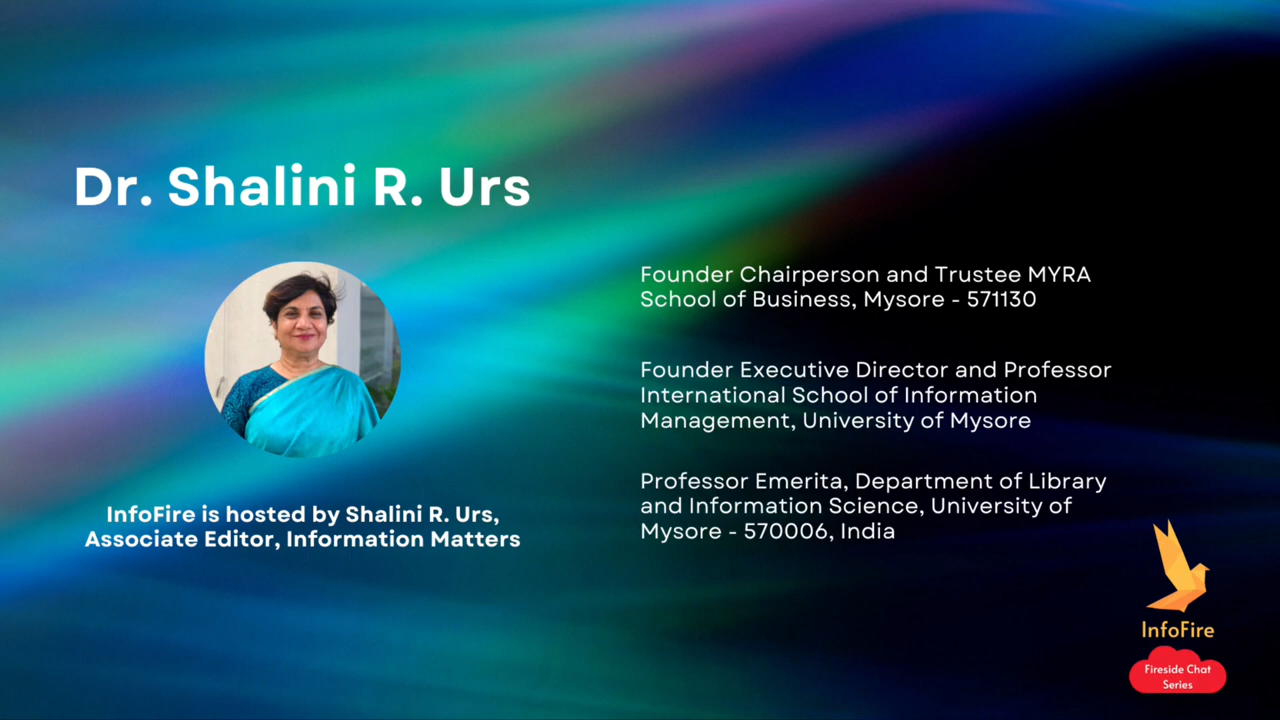 Dr. Shalini R. Urs
InfoFire is hosted by Shalini R. Urs,
Associate Editor, Information Matters
Founder Chairperson and Trustee MYRA
School of Business, Mysore - 571130
Founder Executive Director and Professor
International School of Information
Management, University of Mysore
Professor Emerita, Department of Library
and Information Science, University of
Mysore - 570006, India
InfoFire
Fireside Chat
Series